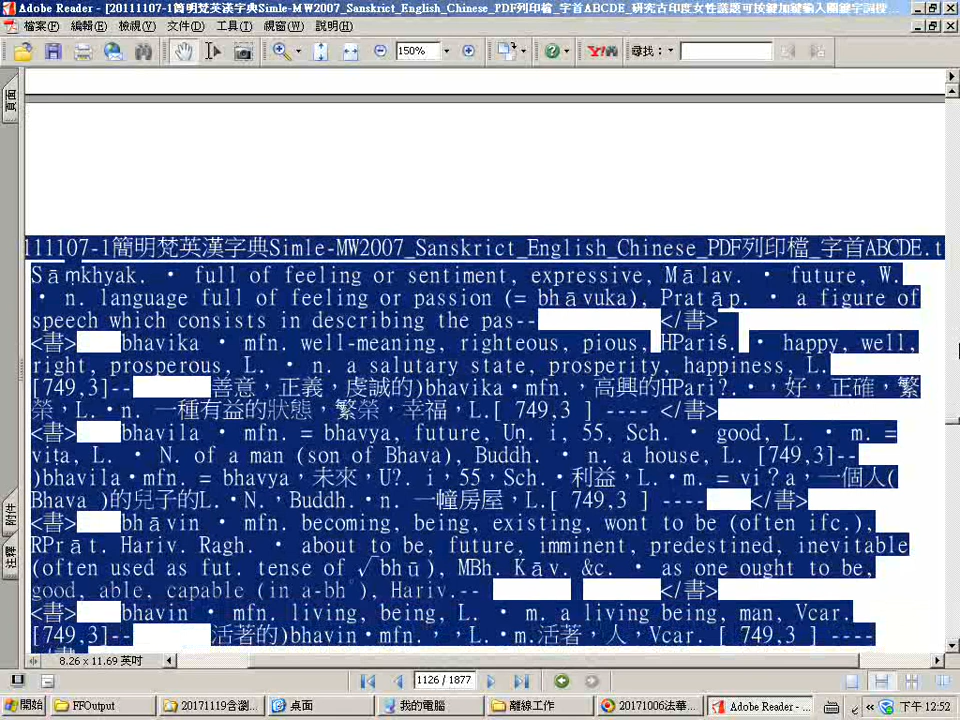 Adobe Reader - [20111107-1簡明梵英漢字典Simle-MW2007_Sanskrict_English_Chinese_PDF列印檔_字首ABCDE_研究古印度女性議題可按鍵加鍵輸入關鍵字詞搜...
檔案(F) 編輯(E) 檢視(V) 文件(D) 工具(T) 視窗(W) 說明(H)
150% 尋找:
頁面
111107-1簡明梵英漢字典Simle-MW2007_Sanskrict_English_Chinese_PDF列印檔_字首ABCDE.t
Sāṃkhyak. • full of feeling or sentiment, expressive, Mālav. • future, W.
• n. language full of feeling or passion (= bhāvuka), Pratāp. • a figure of
speech which consists in describing the pas-- </書>
<書> bhavika • mfn. well-meaning, righteous, pious, HPariś. • happy, well,
right, prosperous, L. • n. a salutary state, prosperity, happiness, L.
[749,3]-- 善意，正義，虔誠的)bhavika•mfn.，高興的HPari?.•，好，正確，繁
榮，L.•n. 一種有益的狀態，繁榮，幸福，L.[ 749,3 ] ---- </書>
<書> bhavila • mfn. = bhavya, future, Uṇ. i, 55, Sch. • good, L. • m. =
viṭa, L. • N. of a man (son of Bhava), Buddh. • n. a house, L. [749,3]--
)bhavila•mfn. = bhavya，未來，U?. i，55，Sch.•利益，L.•m. = vi？a，一個人(
Bhava )的兒子的L.•N.，Buddh.•n. 一幢房屋，L.[ 749,3 ] ---- </書>
<書> bhāvin • mfn. becoming, being, existing, wont to be (often ifc.),
RPrāt. Hariv. Ragh. • about to be, future, imminent, predestined, inevitable
(often used as fut. tense of √bhū), MBh. Kāv. &c. • as one ought to be,
good, able, capable (in a-bh°), Hariv.-- </書>
<書> bhavin • mfn. living, being, L. • m. a living being, man, Vcar.
[749,3]-- 活著的)bhavin•mfn.，，L.•m.活著，人，Vcar. [ 749,3 ] ----
附件
注釋
8.26 x 11.69 英吋
1126 / 1877
開始 FFOutput 20171119含瀏... 桌面 我的電腦 離線工作 20171006法華... Adobe Reader -... 下午 12:52